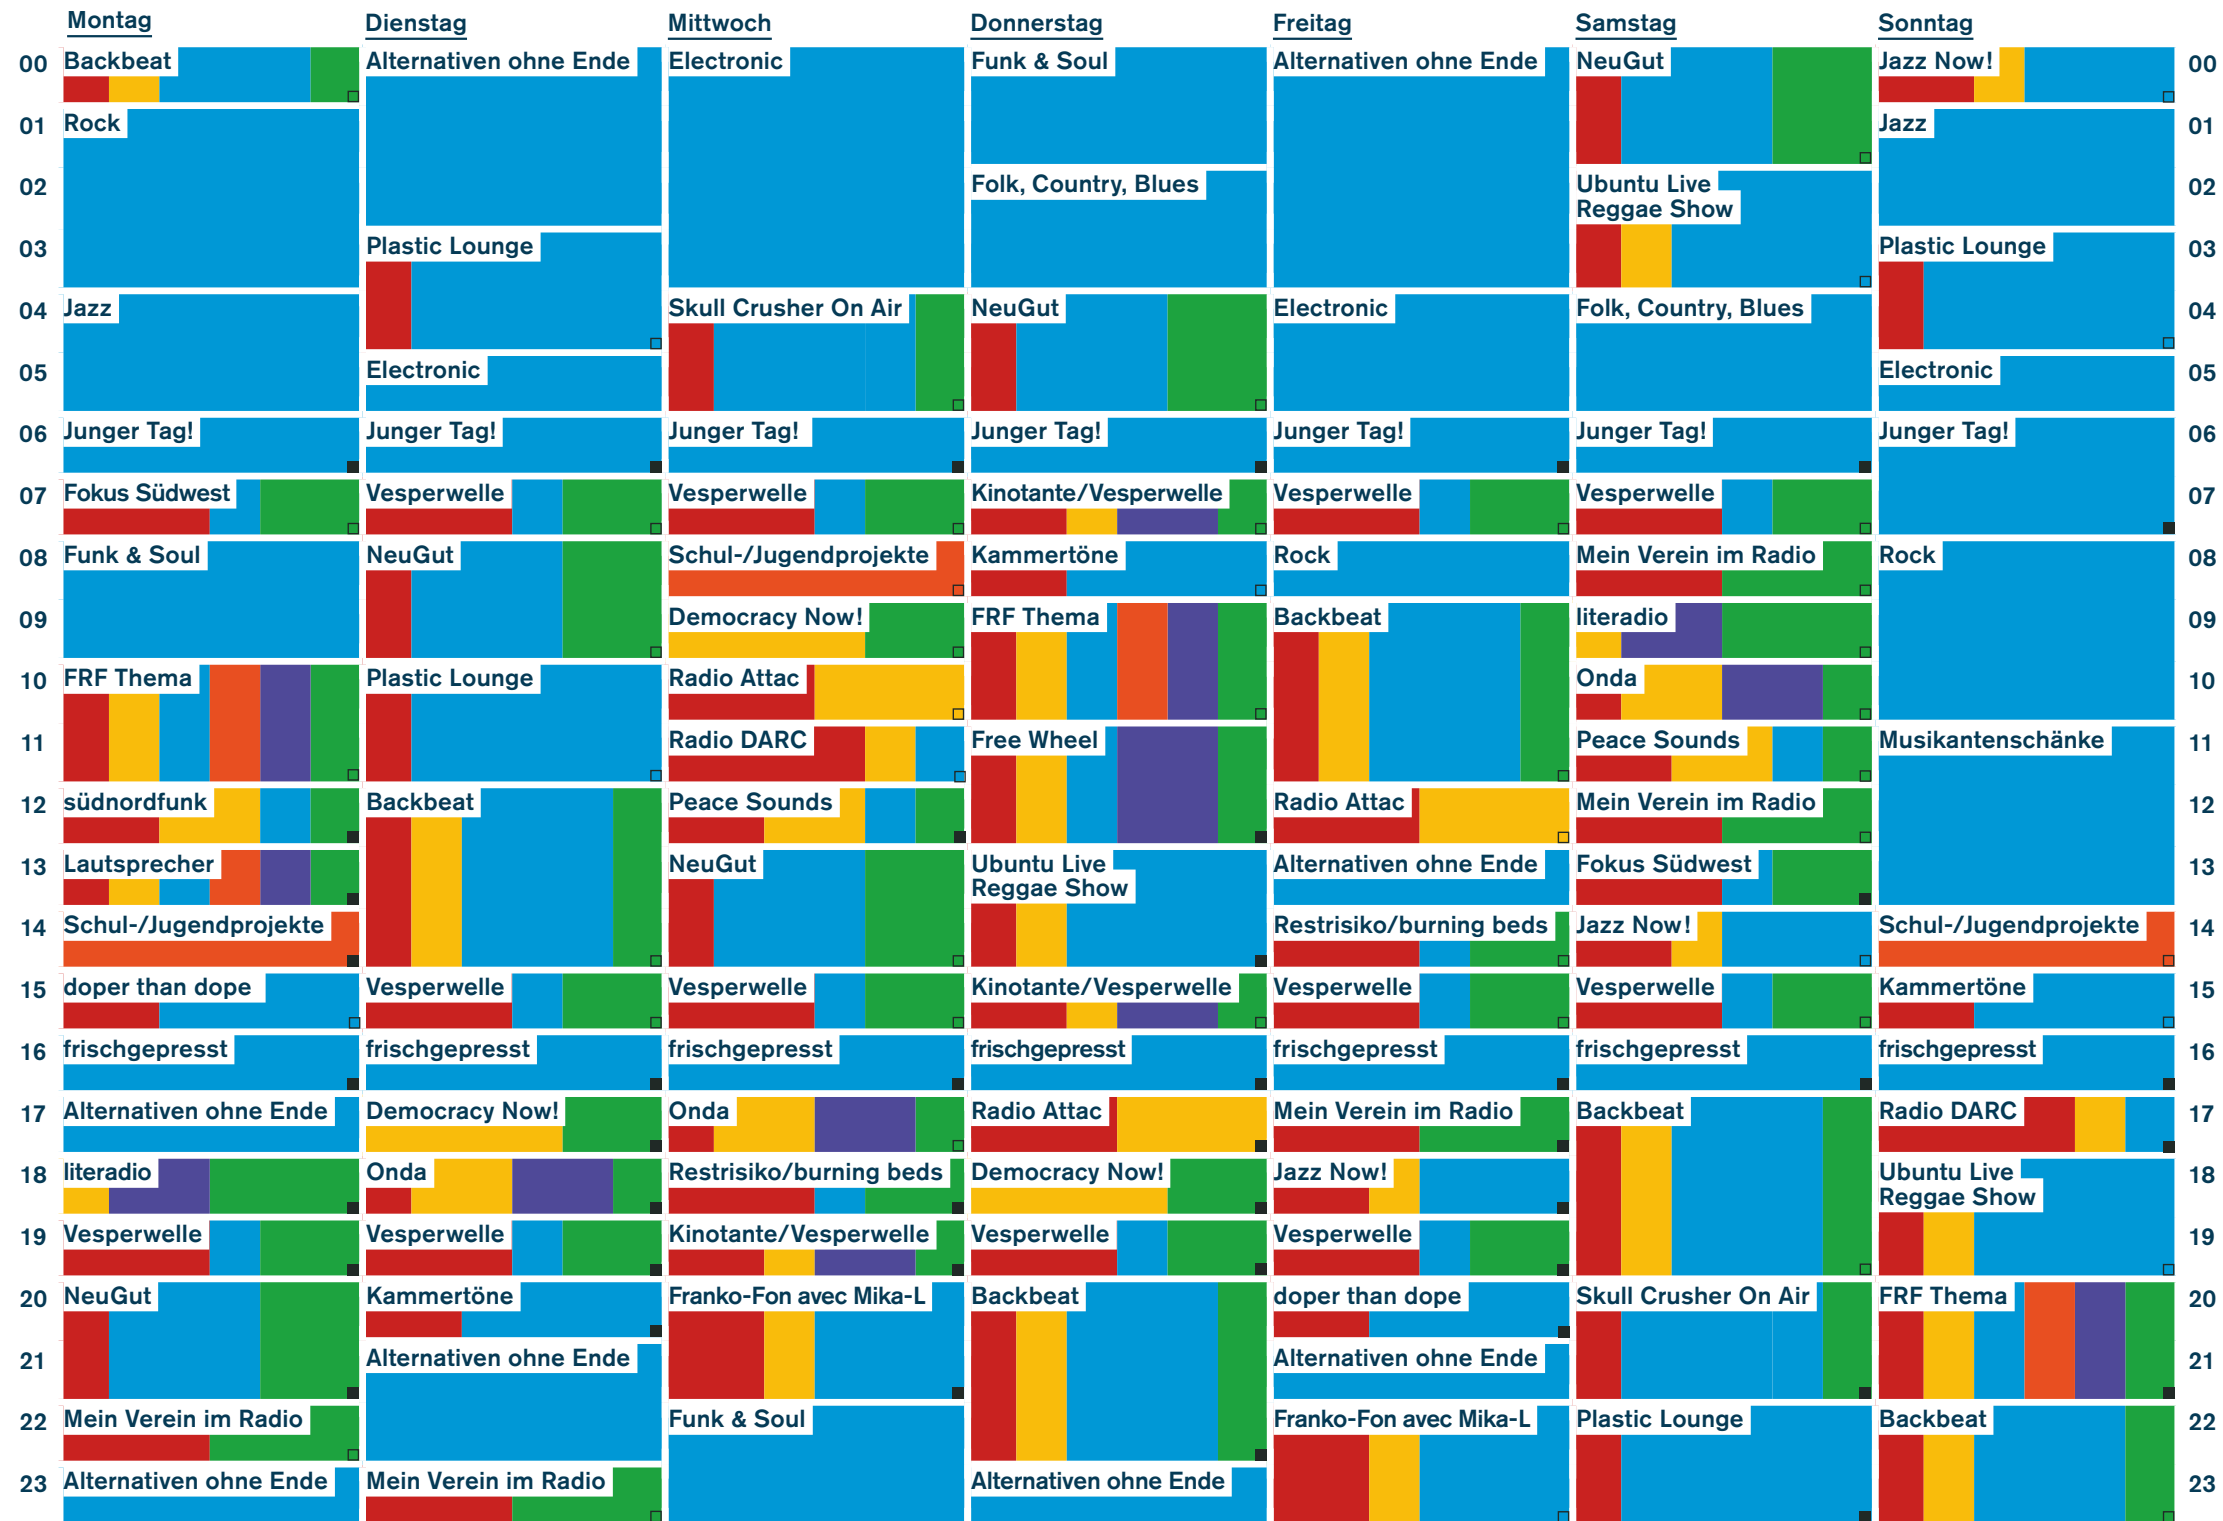 Montag Dienstag Mittwoch Donnerstag Freitag Samstag Sonntag
00 Backbeat Alternativen ohne Ende Electronic Funk & Soul Alternativen ohne Ende NeuGut Jazz Now! 00
01 Rock Jazz 01
02 Folk, Country, Blues Ubuntu Live 02
Reggae Show
03 Plastic Lounge Plastic Lounge 03
04 Jazz Skull Crusher On Air NeuGut Electronic Folk, Country, Blues 04
05 Electronic Electronic 05
06 Junger Tag! Junger Tag! Junger Tag! Junger Tag! Junger Tag! Junger Tag! Junger Tag! 06
07 Fokus Südwest Vesperwelle Vesperwelle Kinotante/Vesperwelle Vesperwelle Vesperwelle 07
08 Funk & Soul NeuGut Schul-/Jugendprojekte Kammertöne Rock Mein Verein im Radio Rock 08
09 Democracy Now! FRF Thema Backbeat literadio 09
10 FRF Thema Plastic Lounge Radio Attac Onda 10
11 Radio DARC Free Wheel Peace Sounds Musikantenschänke 11
12 südnordfunk Backbeat Peace Sounds Radio Attac Mein Verein im Radio 12
13 Lautsprecher NeuGut Ubuntu Live Alternativen ohne Ende Fokus Südwest 13
Reggae Show
14 Schul-/Jugendprojekte Restrisiko/burning beds Jazz Now! Schul-/Jugendprojekte 14
15 doper than dope Vesperwelle Vesperwelle Kinotante/Vesperwelle Vesperwelle Vesperwelle Kammertöne 15
16 frischgepresst frischgepresst frischgepresst frischgepresst frischgepresst frischgepresst frischgepresst 16
17 Alternativen ohne Ende Democracy Now! Onda Radio Attac Mein Verein im Radio Backbeat Radio DARC 17
18 literadio Onda Restrisiko/burning beds Democracy Now! Jazz Now! Ubuntu Live 18
Reggae Show
19 Vesperwelle Vesperwelle Kinotante/Vesperwelle Vesperwelle Vesperwelle 19
20 NeuGut Kammertöne Franko-Fon avec Mika-L Backbeat doper than dope Skull Crusher On Air FRF Thema 20
21 Alternativen ohne Ende Alternativen ohne Ende 21
22 Mein Verein im Radio Funk & Soul Franko-Fon avec Mika-L Plastic Lounge Backbeat 22
23 Alternativen ohne Ende Mein Verein im Radio Alternativen ohne Ende 23